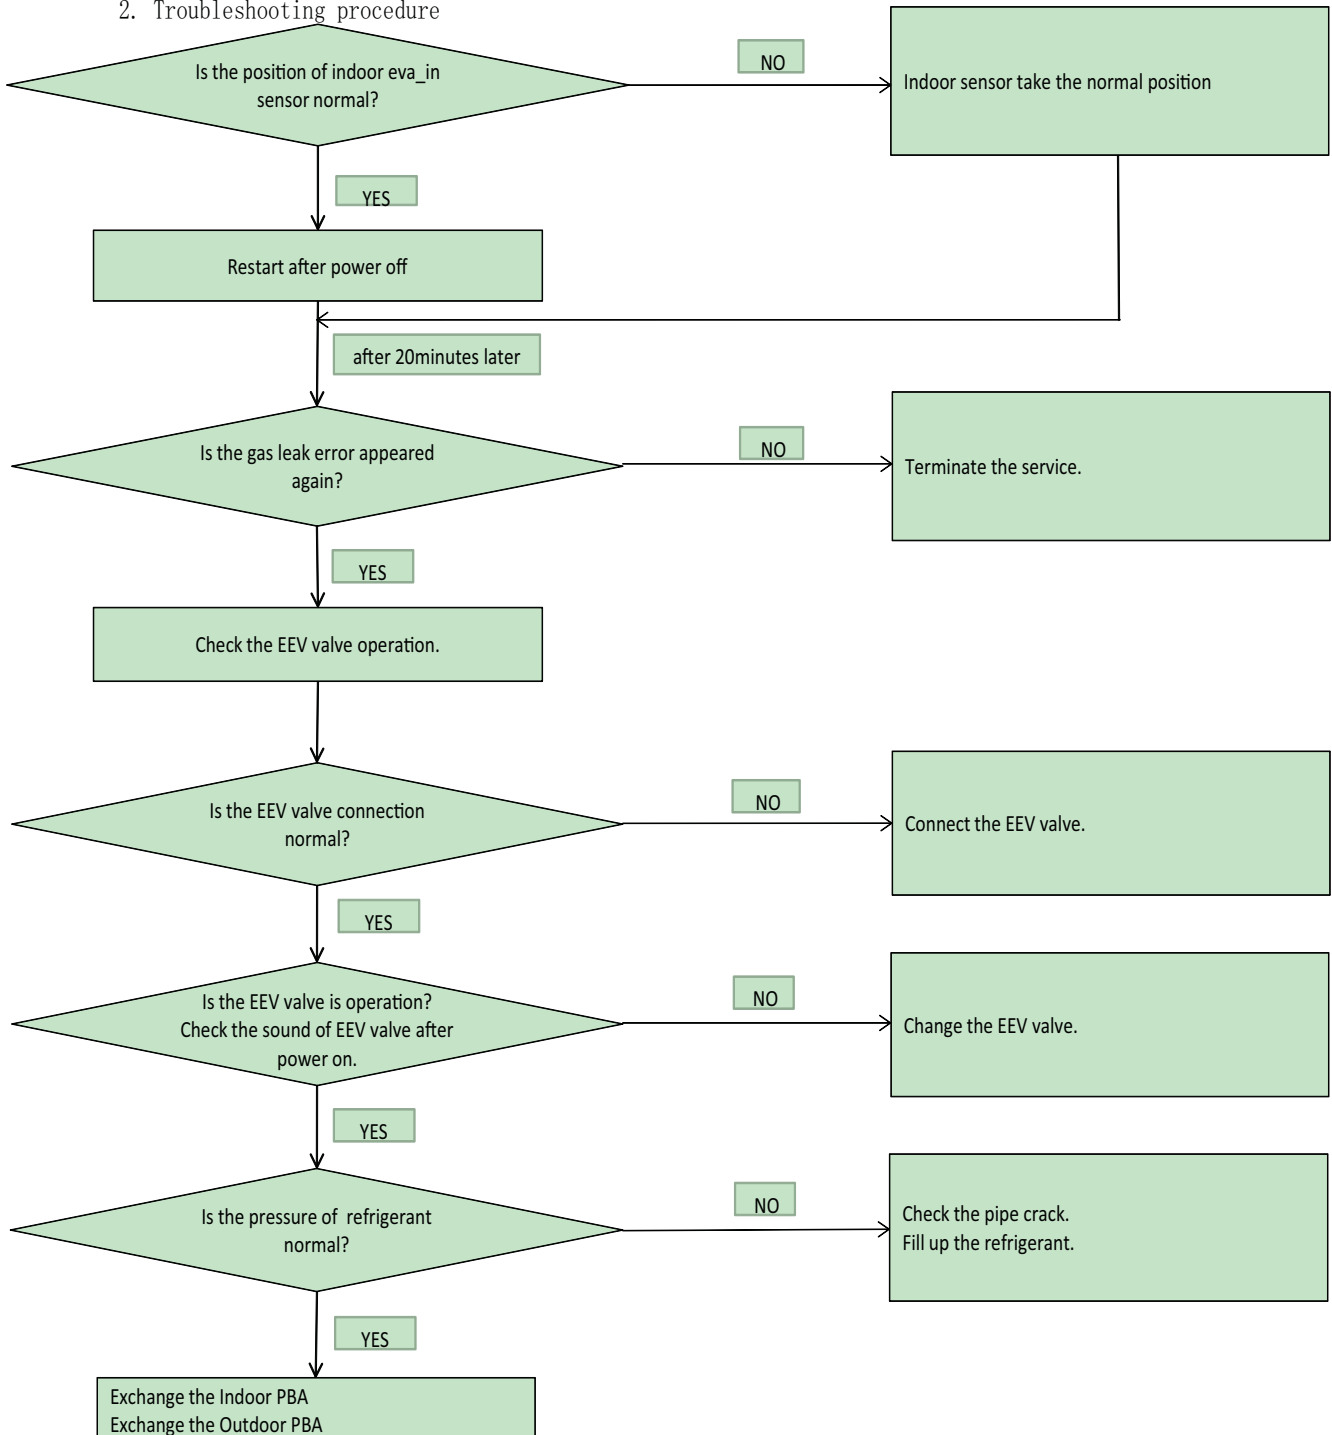 2. Troubleshooting procedure
Is the position of indoor eva_in
sensor normal?
NO
Indoor sensor take the normal position
YES
Restart after power off
after 20minutes later
Is the gas leak error appeared
again?
NO
Terminate the service.
YES
Check the EEV valve operation.
Is the EEV valve connection
normal?
NO
Connect the EEV valve.
YES
Is the EEV valve is operation?
Check the sound of EEV valve after
power on.
NO
Change the EEV valve.
YES
Is the pressure of refrigerant
normal?
NO
Check the pipe crack.
Fill up the refrigerant.
YES
Exchange the Indoor PBA
Exchange the Outdoor PBA